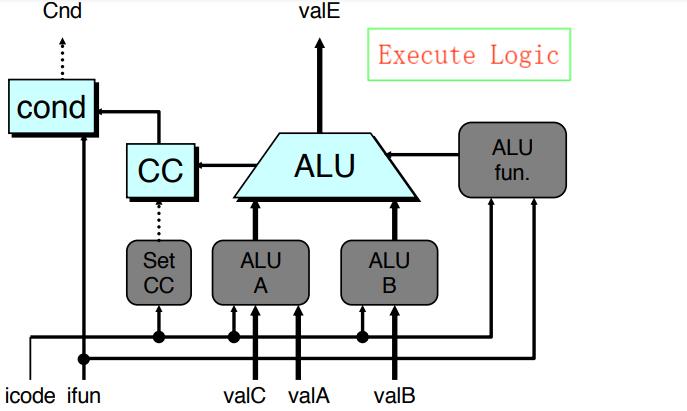 Cnd
valE
Execute Logic
cond
CC
ALU
ALU
fun.
Set
CC
ALU
A
ALU
B
icode
ifun
valC
valA
valB